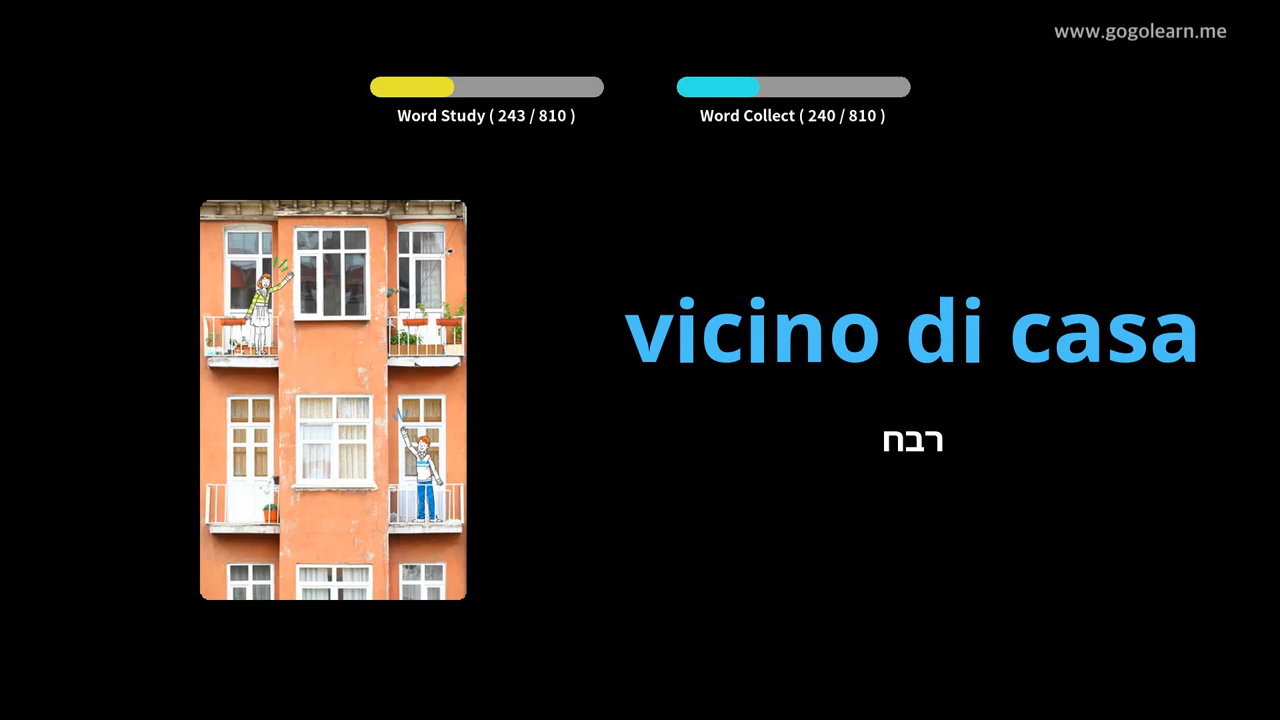 www.gogolearn.me
Word Study ( 243 / 810 )
Word Collect ( 240 / 810 )
vicino di casa
רבח